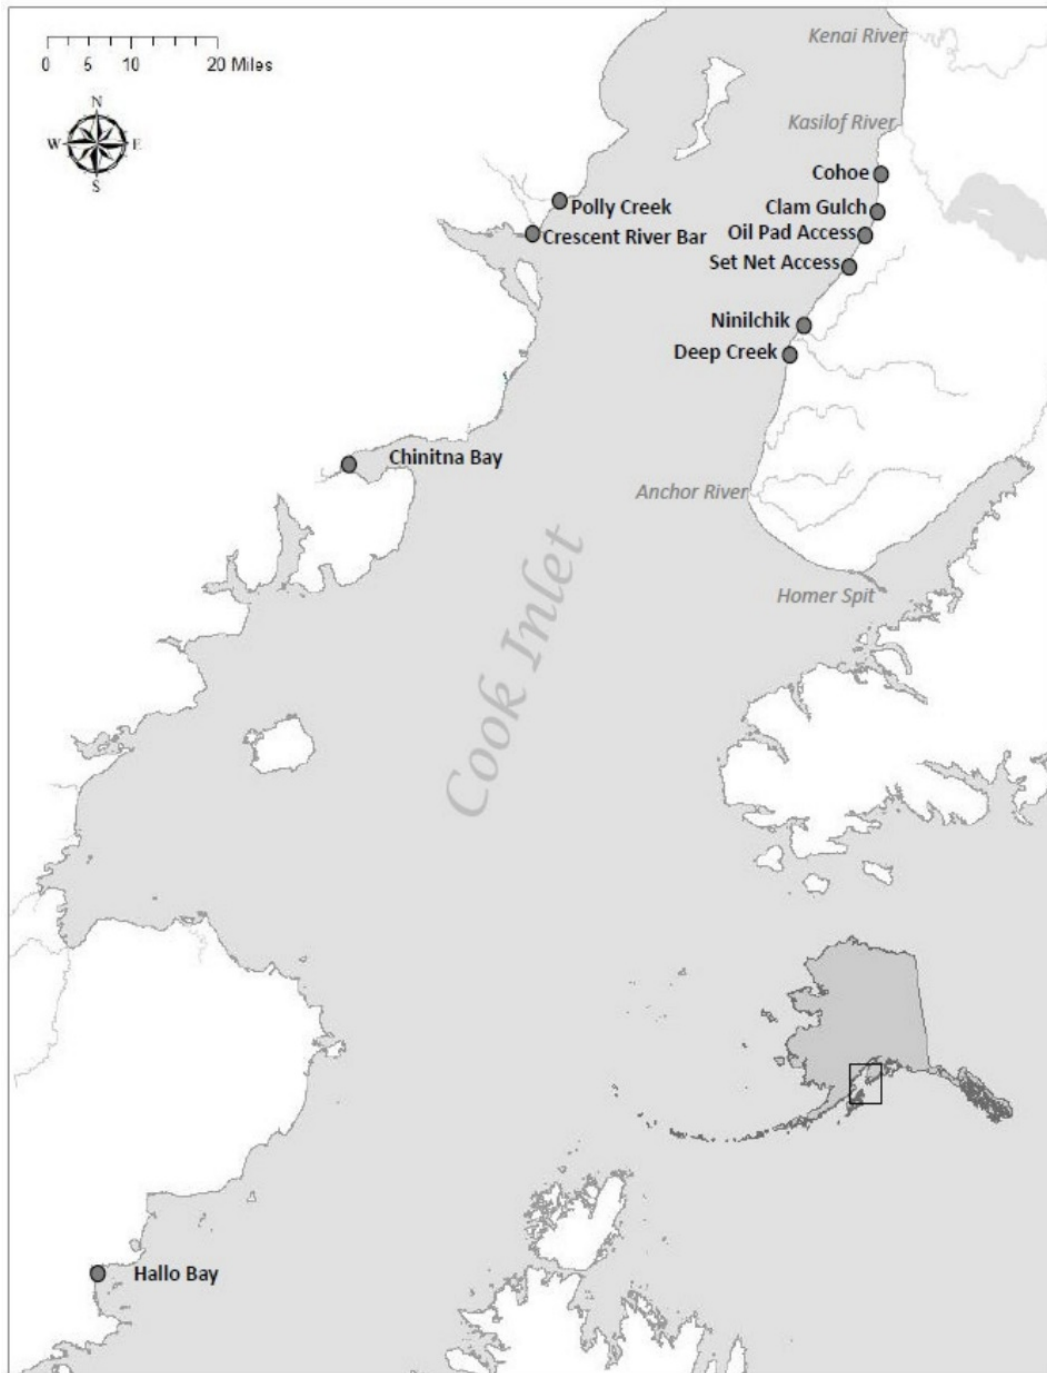 Kenai River
0 5 10 20 Miles
N
W E
S
Kasilof River
Cohoe
Polly Creek
Clam Gulch
Crescent River Bar
Oil Pad Access
Set Net Access
Ninilchik
Deep Creek
Chinitna Bay
Anchor River
Homer Spit
Cook Inlet
Hallo Bay